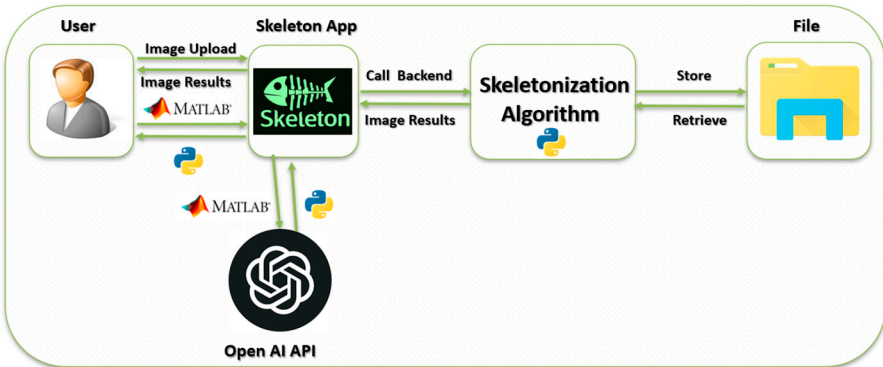 User
Skeleton App
File
Image Upload
Image Results
MATLAB®
Skeleton
Call Backend
Image Results
Skeletonization
Algorithm
Store
Retrieve
MATLAB®
Open AI API